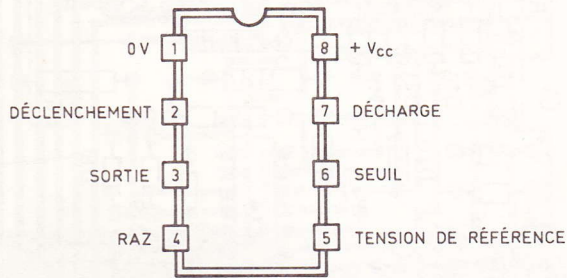 0 V 1 8 + Vcc
DÉCLENCHEMENT 2 7 DÉCHARGE
SORTIE 3 6 SEUIL
RAZ 4 5 TENSION DE RÉFÉRENCE